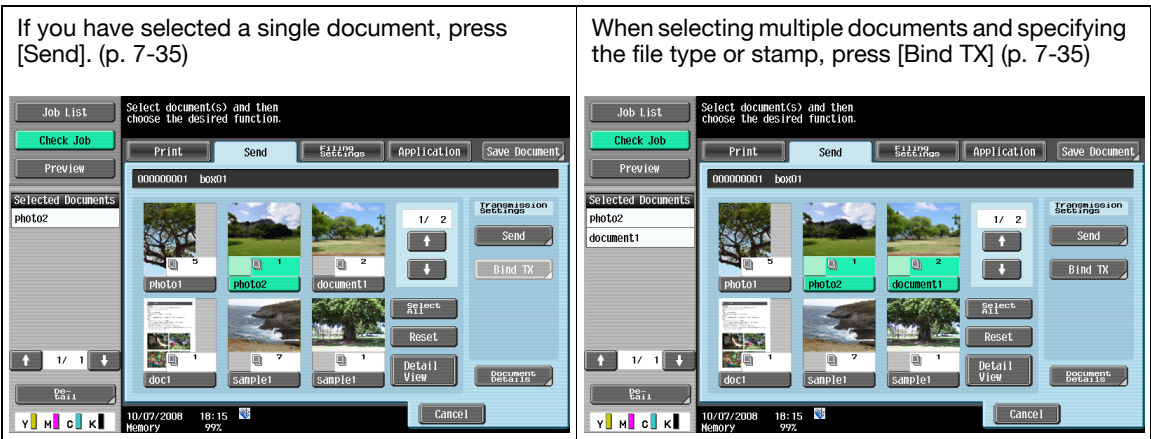 If you have selected a single document, press
[Send]. (p. 7-35)
Job List
Check Job
Preview
Selected Documents
photo2
1/ 1
De-
tail
Y M C K
Select document(s) and then
choose the desired function.
Print Send Filing Settings Application Save Document
000000001 box01
Transmission
Settings
5 1 2
photo1 photo2 document1
1/ 2
Send
Bind TX
Select
All
Reset
Detail
View
1 7 1
doc1 sample1 sample1
Document
Details
10/07/2008 18:15
Memory 99%
Cancel
When selecting multiple documents and specifying
the file type or stamp, press [Bind TX] (p. 7-35)
Job List
Check Job
Preview
Selected Documents
photo2
document1
1/ 1
De-
tail
Y M C K
Select document(s) and then
choose the desired function.
Print Send Filing Settings Application Save Document
000000001 box01
Transmission
Settings
5 1 2
photo1 photo2 document1
1/ 2
Send
Bind TX
Select
All
Reset
Detail
View
1 7 1
doc1 sample1 sample1
Document
Details
10/07/2008 18:15
Memory 99%
Cancel